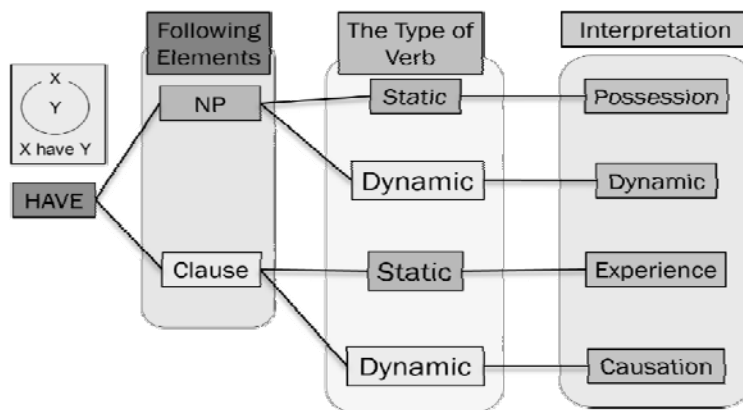 Following
Elements
The Type of
Verb
Interpretation
X
Y
X have Y
HAVE
NP
Static
Possession
Dynamic
Dynamic
Clause
Static
Experience
Dynamic
Causation